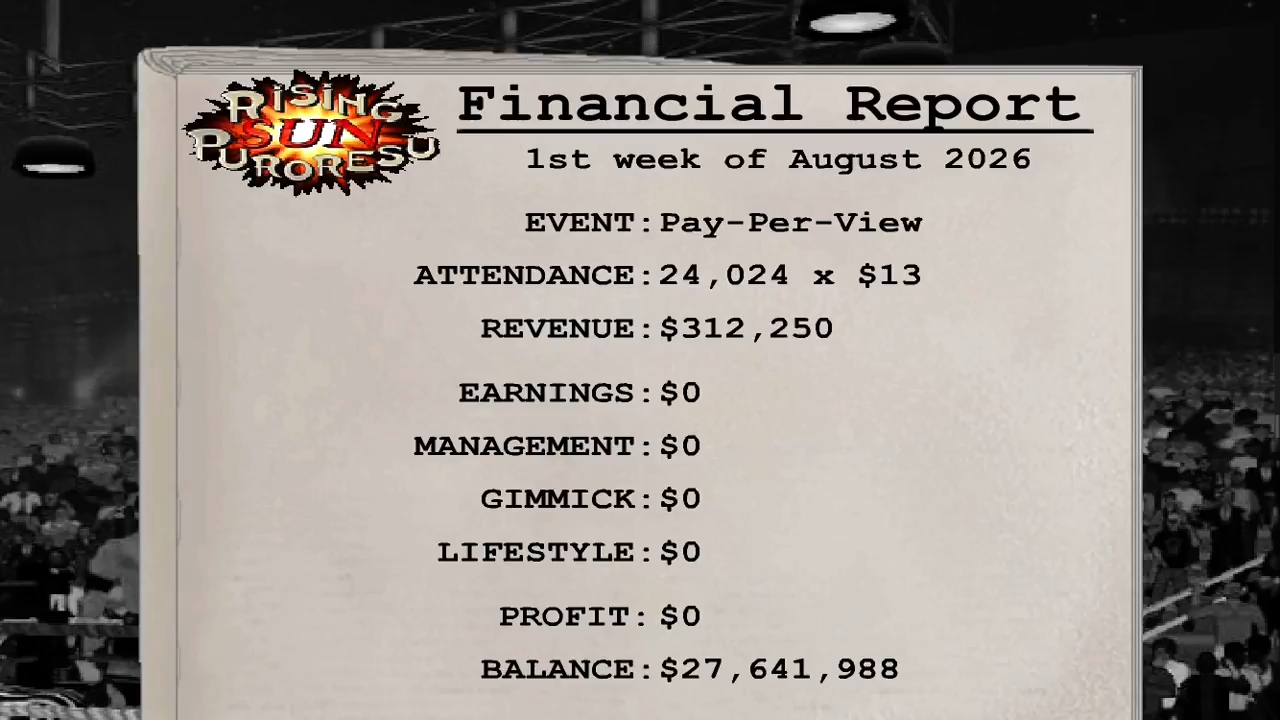 RISING
SUN
PURORESU
Financial Report
1st week of August 2026
EVENT: Pay-Per-View
ATTENDANCE: 24,024 x $13
REVENUE: $312,250
EARNINGS: $0
MANAGEMENT: $0
GIMMICK: $0
LIFESTYLE: $0
PROFIT: $0
BALANCE: $27,641,988